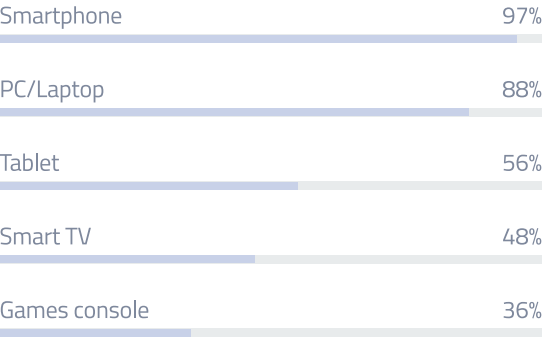 Smartphone 97%
PC/Laptop 88%
Tablet 56%
Smart TV 48%
Games console 36%